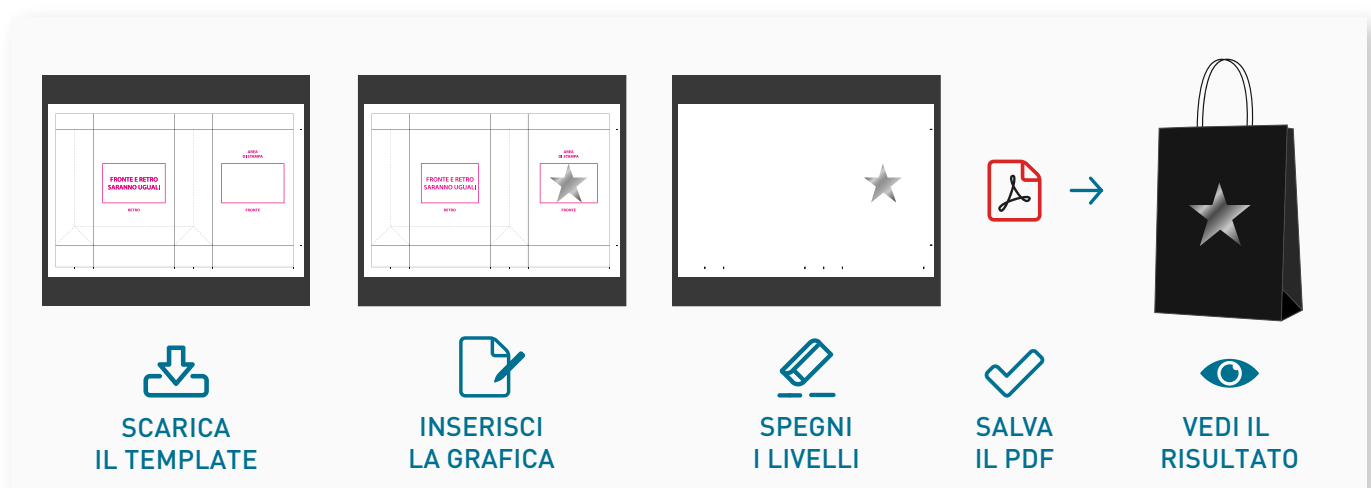 FRONTE E RETRO
SARANNO UGUALI
RETRO
AREA
DI STAMPA
FRONTE
FRONTE E RETRO
SARANNO UGUALI
RETRO
AREA
DI STAMPA
FRONTE
SCARICA
IL TEMPLATE
INSERISCI
LA GRAFICA
SPEGNI
I LIVELLI
SALVA
IL PDF
VEDI IL
RISULTATO